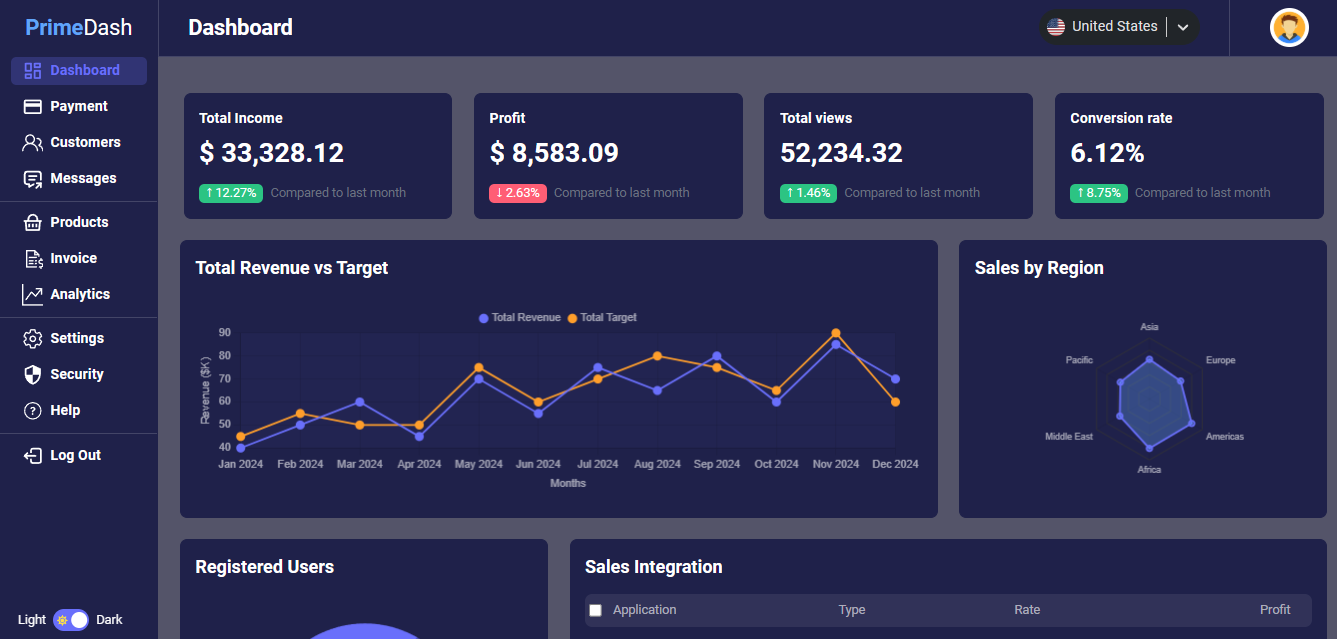 PrimeDash
Dashboard
Payment
Customers
Messages
Products
Invoice
Analytics
Settings
Security
Help
Log Out
Light Dark
Dashboard
United States
Total Income
$ 33,328.12
↑ 12.27% Compared to last month
Profit
$ 8,583.09
↓ 2.63% Compared to last month
Total views
52,234.32
↑ 1.46% Compared to last month
Conversion rate
6.12%
↑ 8.75% Compared to last month
Total Revenue vs Target
Total Revenue Total Target
90
80
70
60
50
40
Revenue ($K)
Jan 2024 Feb 2024 Mar 2024 Apr 2024 May 2024 Jun 2024 Jul 2024 Aug 2024 Sep 2024 Oct 2024 Nov 2024 Dec 2024
Months
Sales by Region
Asia
Pacific Europe
Middle East Americas
Africa
Registered Users
Sales Integration
Application Type Rate Profit